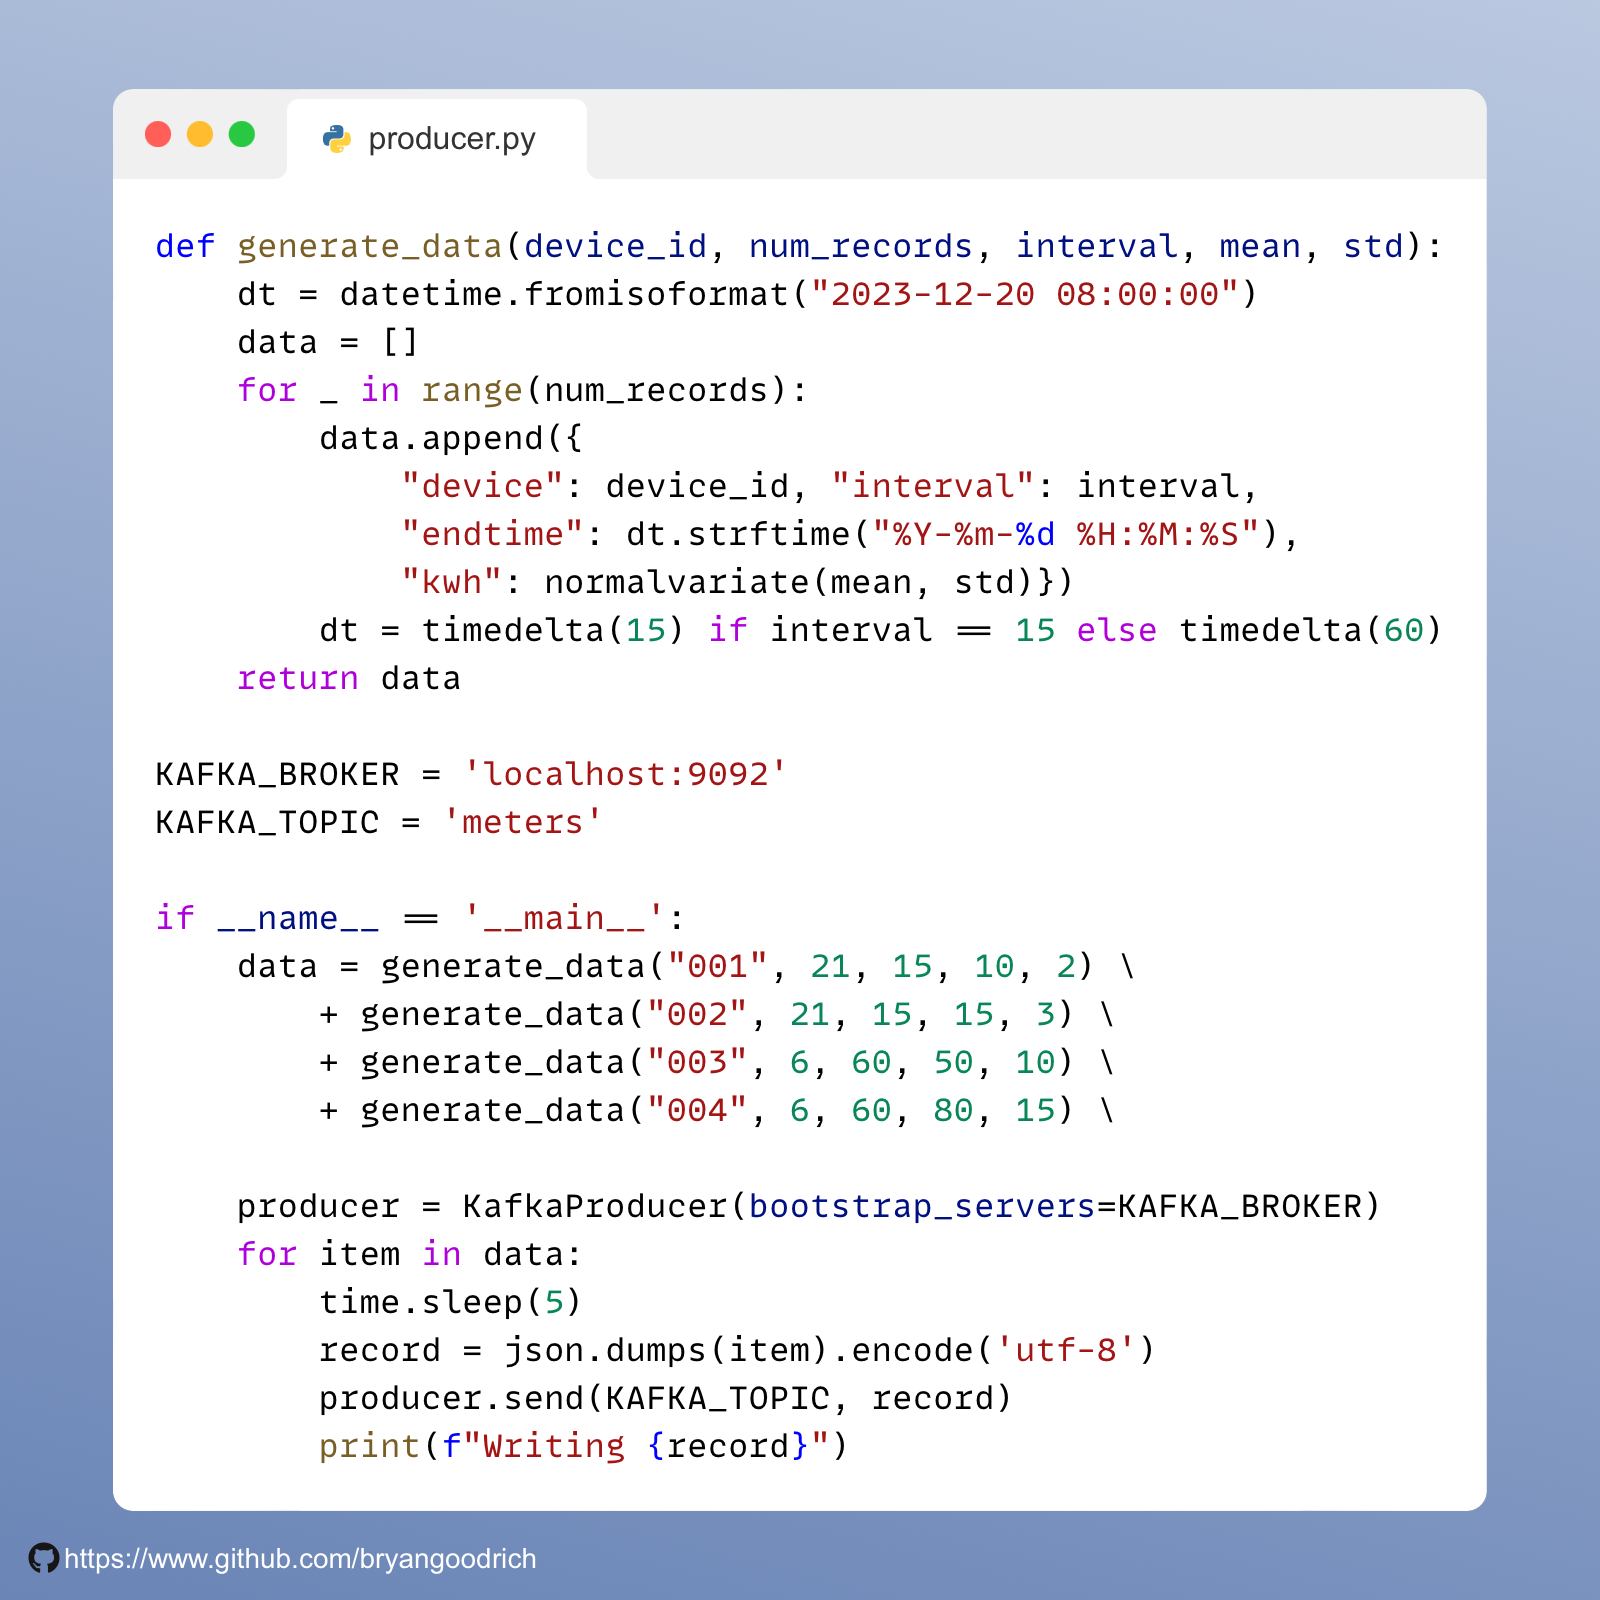 producer.py
def generate_data(device_id, num_records, interval, mean, std):
    dt = datetime.fromisoformat("2023-12-20 08:00:00")
    data = []
    for _ in range(num_records):
        data.append({
            "device": device_id, "interval": interval,
            "endtime": dt.strftime("%Y-%m-%d %H:%M:%S"),
            "kwh": normalvariate(mean, std)})
        dt = timedelta(15) if interval == 15 else timedelta(60)
    return data
KAFKA_BROKER = 'localhost:9092'
KAFKA_TOPIC = 'meters'
if __name__ == '__main__':
    data = generate_data("001", 21, 15, 10, 2) \
        + generate_data("002", 21, 15, 15, 3) \
        + generate_data("003", 6, 60, 50, 10) \
        + generate_data("004", 6, 60, 80, 15) \
    producer = KafkaProducer(bootstrap_servers=KAFKA_BROKER)
    for item in data:
        time.sleep(5)
        record = json.dumps(item).encode('utf-8')
        producer.send(KAFKA_TOPIC, record)
        print(f"Writing {record}")
https://www.github.com/bryangoodrich